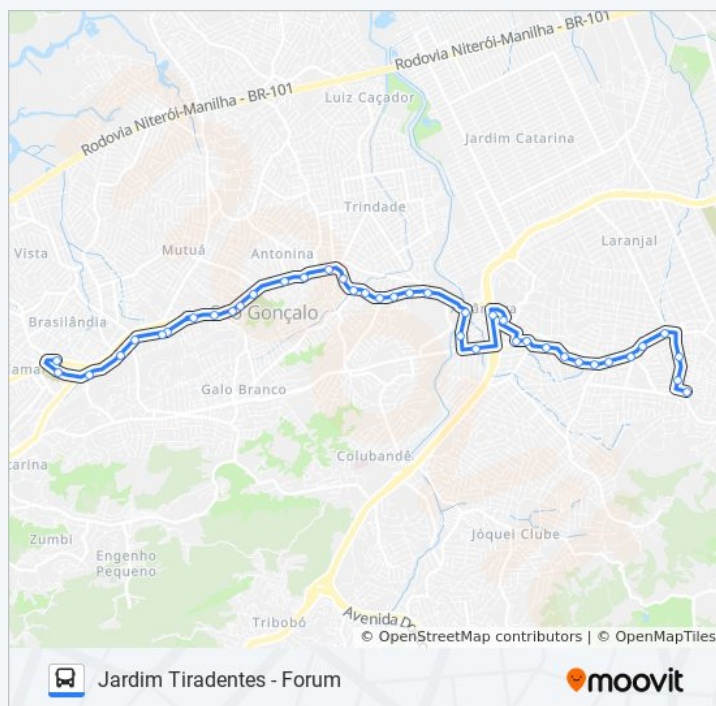 Rodovia Niterói-Manilha - BR-101
Rodovia Niterói-Manilha - BR-101
Luiz Caçador
Jardim Catarina
Trindade
Vista
Mutuá
Antonina
Laranjal
Brasilândia
Gonçalo
Galo Branco
Colubandê
Zumbi
Engenho
Pequeno
Jóquei Clube
Tribobó
Avenida
© OpenStreetMap contributors | © OpenMapTiles
Jardim Tiradentes - Forum
moovit